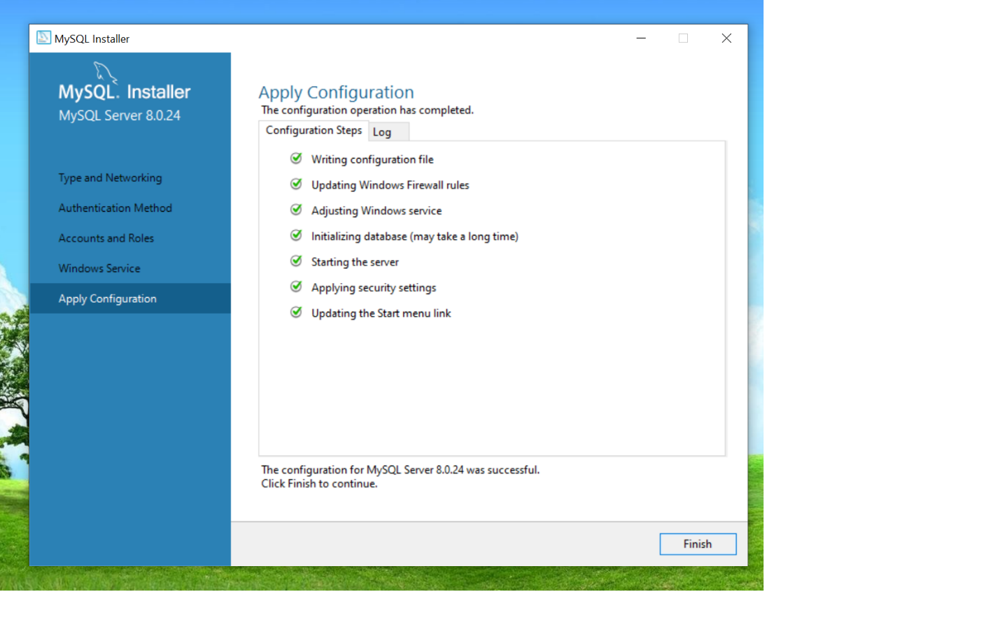 MySQL Installer
MySQL. Installer
MySQL Server 8.0.24
Type and Networking
Authentication Method
Accounts and Roles
Windows Service
Apply Configuration
Apply Configuration
The configuration operation has completed.
Configuration Steps
Log
Writing configuration file
Updating Windows Firewall rules
Adjusting Windows service
Initializing database (may take a long time)
Starting the server
Applying security settings
Updating the Start menu link
The configuration for MySQL Server 8.0.24 was successful.
Click Finish to continue.
Finish